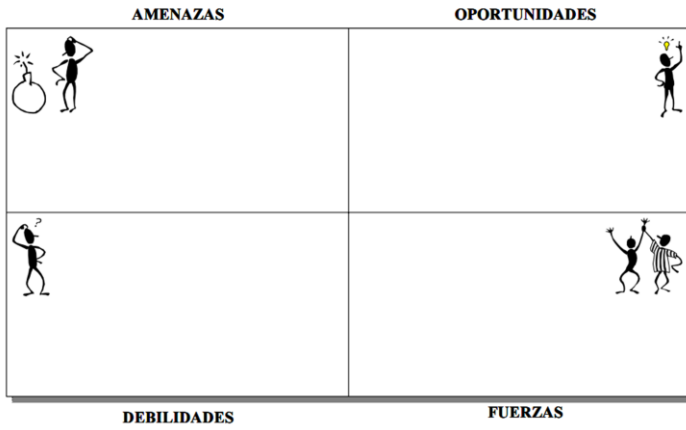 AMENAZAS
OPORTUNIDADES
?
DEBILIDADES
FUERZAS